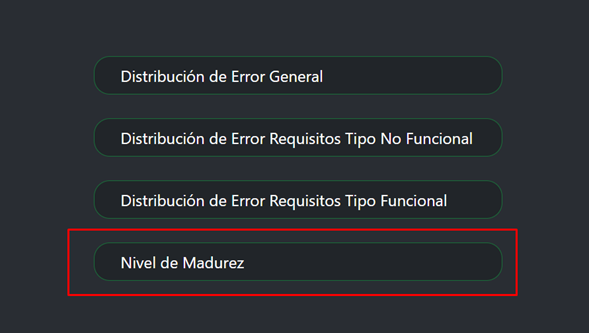 Distribución de Error General
Distribución de Error Requisitos Tipo No Funcional
Distribución de Error Requisitos Tipo Funcional
Nivel de Madurez